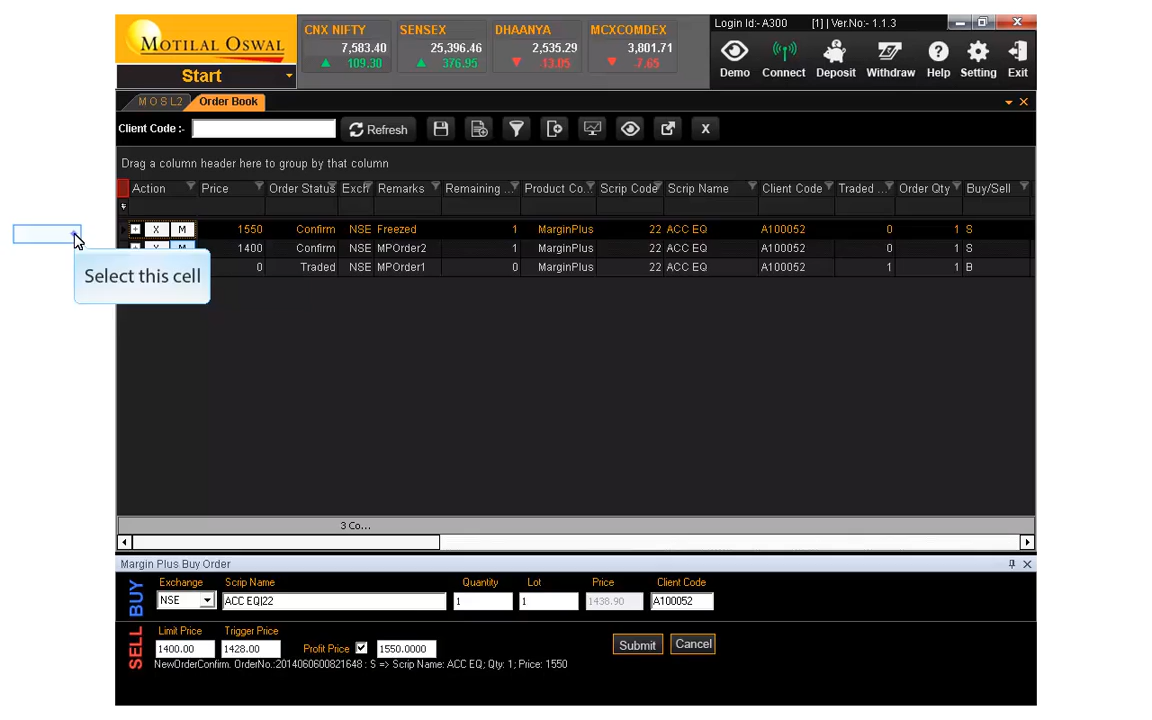 MOTILAL OSWAL
Start
CNX NIFTY
7,583.40
109.30
SENSEX
25,396.46
376.95
DHAANYA
2,535.29
-13.05
MCXCOMDEX
3,801.71
-7.65
Login Id:- A300 [1] | Ver.No:- 1.1.3
Demo Connect Deposit Withdraw Help Setting Exit
M O S L2 Order Book
Client Code :- Refresh X
Drag a column header here to group by that column
Action Price Order Status Exch Remarks Remaining ... Product Co... Scrip Code Scrip Name Client Code Traded ... Order Qty Buy/Sell
X M 1550 Confirm NSE Freezed 1 MarginPlus 22 ACC EQ A100052 0 1 S
X M 1400 Confirm NSE MPOrder2 1 MarginPlus 22 ACC EQ A100052 0 1 S
0 Traded NSE MPOrder1 0 MarginPlus 22 ACC EQ A100052 1 1 B
Select this cell
3 Co...
Margin Plus Buy Order
BUY
Exchange Scrip Name Quantity Lot Price Client Code
NSE ACC EQ|22 1 1 1438.90 A100052
SELL
Limit Price Trigger Price
1400.00 1428.00 Profit Price 1550.0000 Submit Cancel
NewOrderConfirm. OrderNo.:2014060600821648 : S => Scrip Name: ACC EQ; Qty: 1; Price: 1550